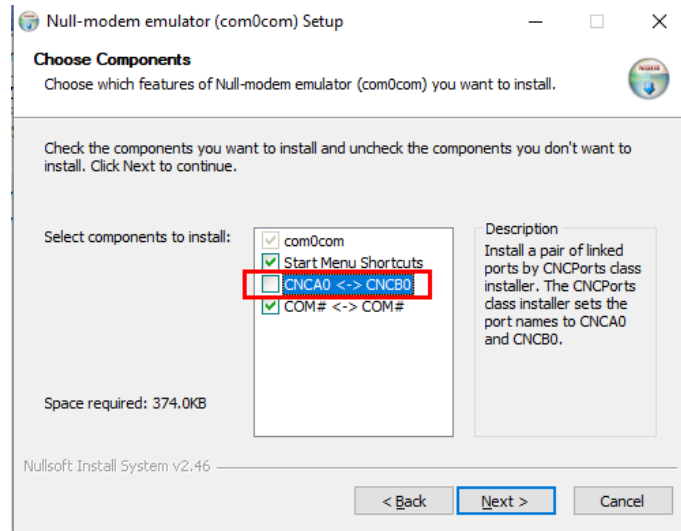 Null-modem emulator (com0com) Setup
Choose Components
Choose which features of Null-modem emulator (com0com) you want to install.
Check the components you want to install and uncheck the components you don't want to
install. Click Next to continue.
Select components to install:
com0com
Start Menu Shortcuts
CNCA0 <-> CNCB0
COM# <-> COM#
Description
Install a pair of linked
ports by CNCPorts class
installer. The CNCPorts
class installer sets the
port names to CNCA0
and CNCB0.
Space required: 374.0KB
Nullsoft Install System v2.46
< Back
Next >
Cancel